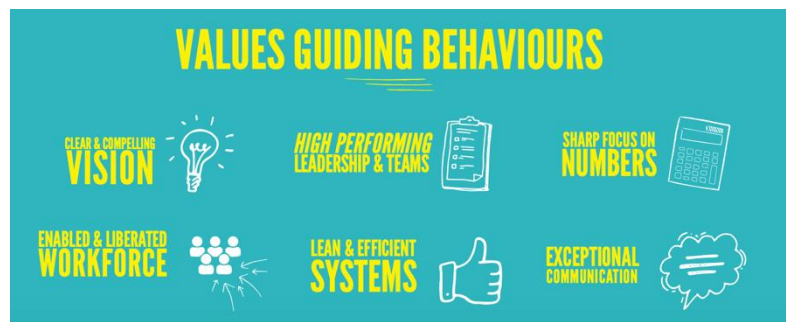 VALUES GUIDING BEHAVIOURS
CLEAR & COMPELLING
VISION
HIGH PERFORMING
LEADERSHIP & TEAMS
SHARP FOCUS ON
NUMBERS
ENABLED & LIBERATED
WORKFORCE
LEAN & EFFICIENT
SYSTEMS
EXCEPTIONAL
COMMUNICATION